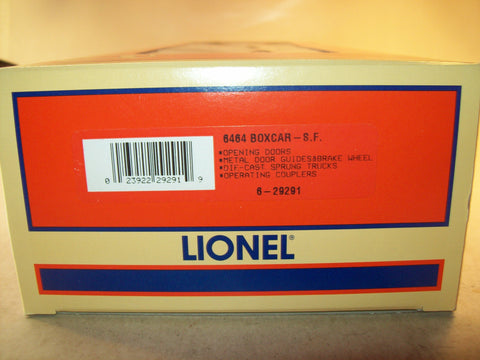 6464 BOXCAR-S.F.
*OPENING DOORS
*METAL DOOR GUIDES&BRAKE WHEEL
*DIE-CAST SPRUNG TRUCKS
*OPERATING COUPLERS
0 23922 29291 9
6-29291
LIONEL®